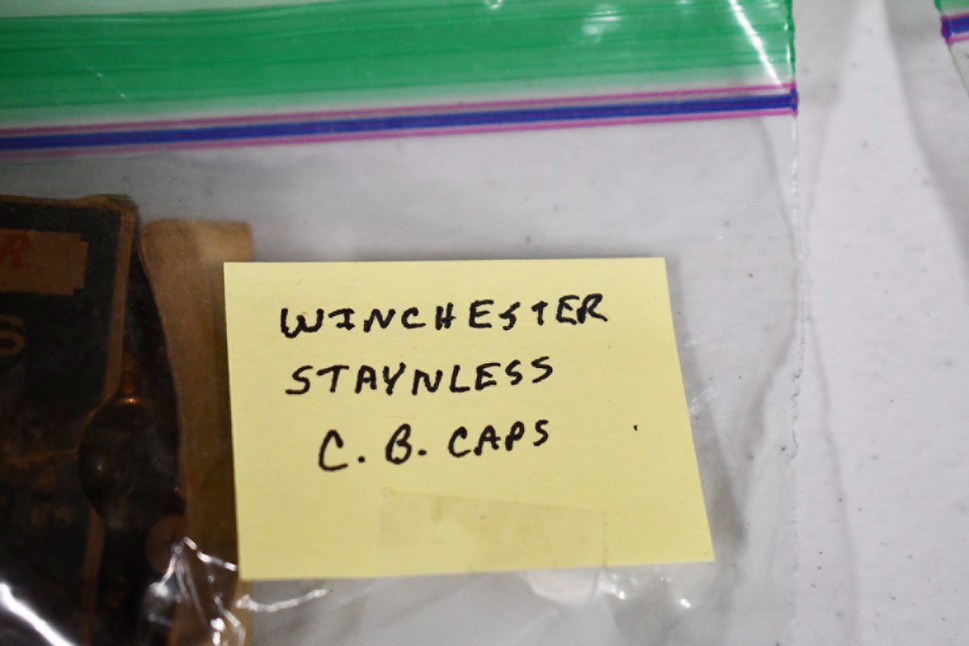 WINCHESTER
STAYNLESS
C. B. CAPS